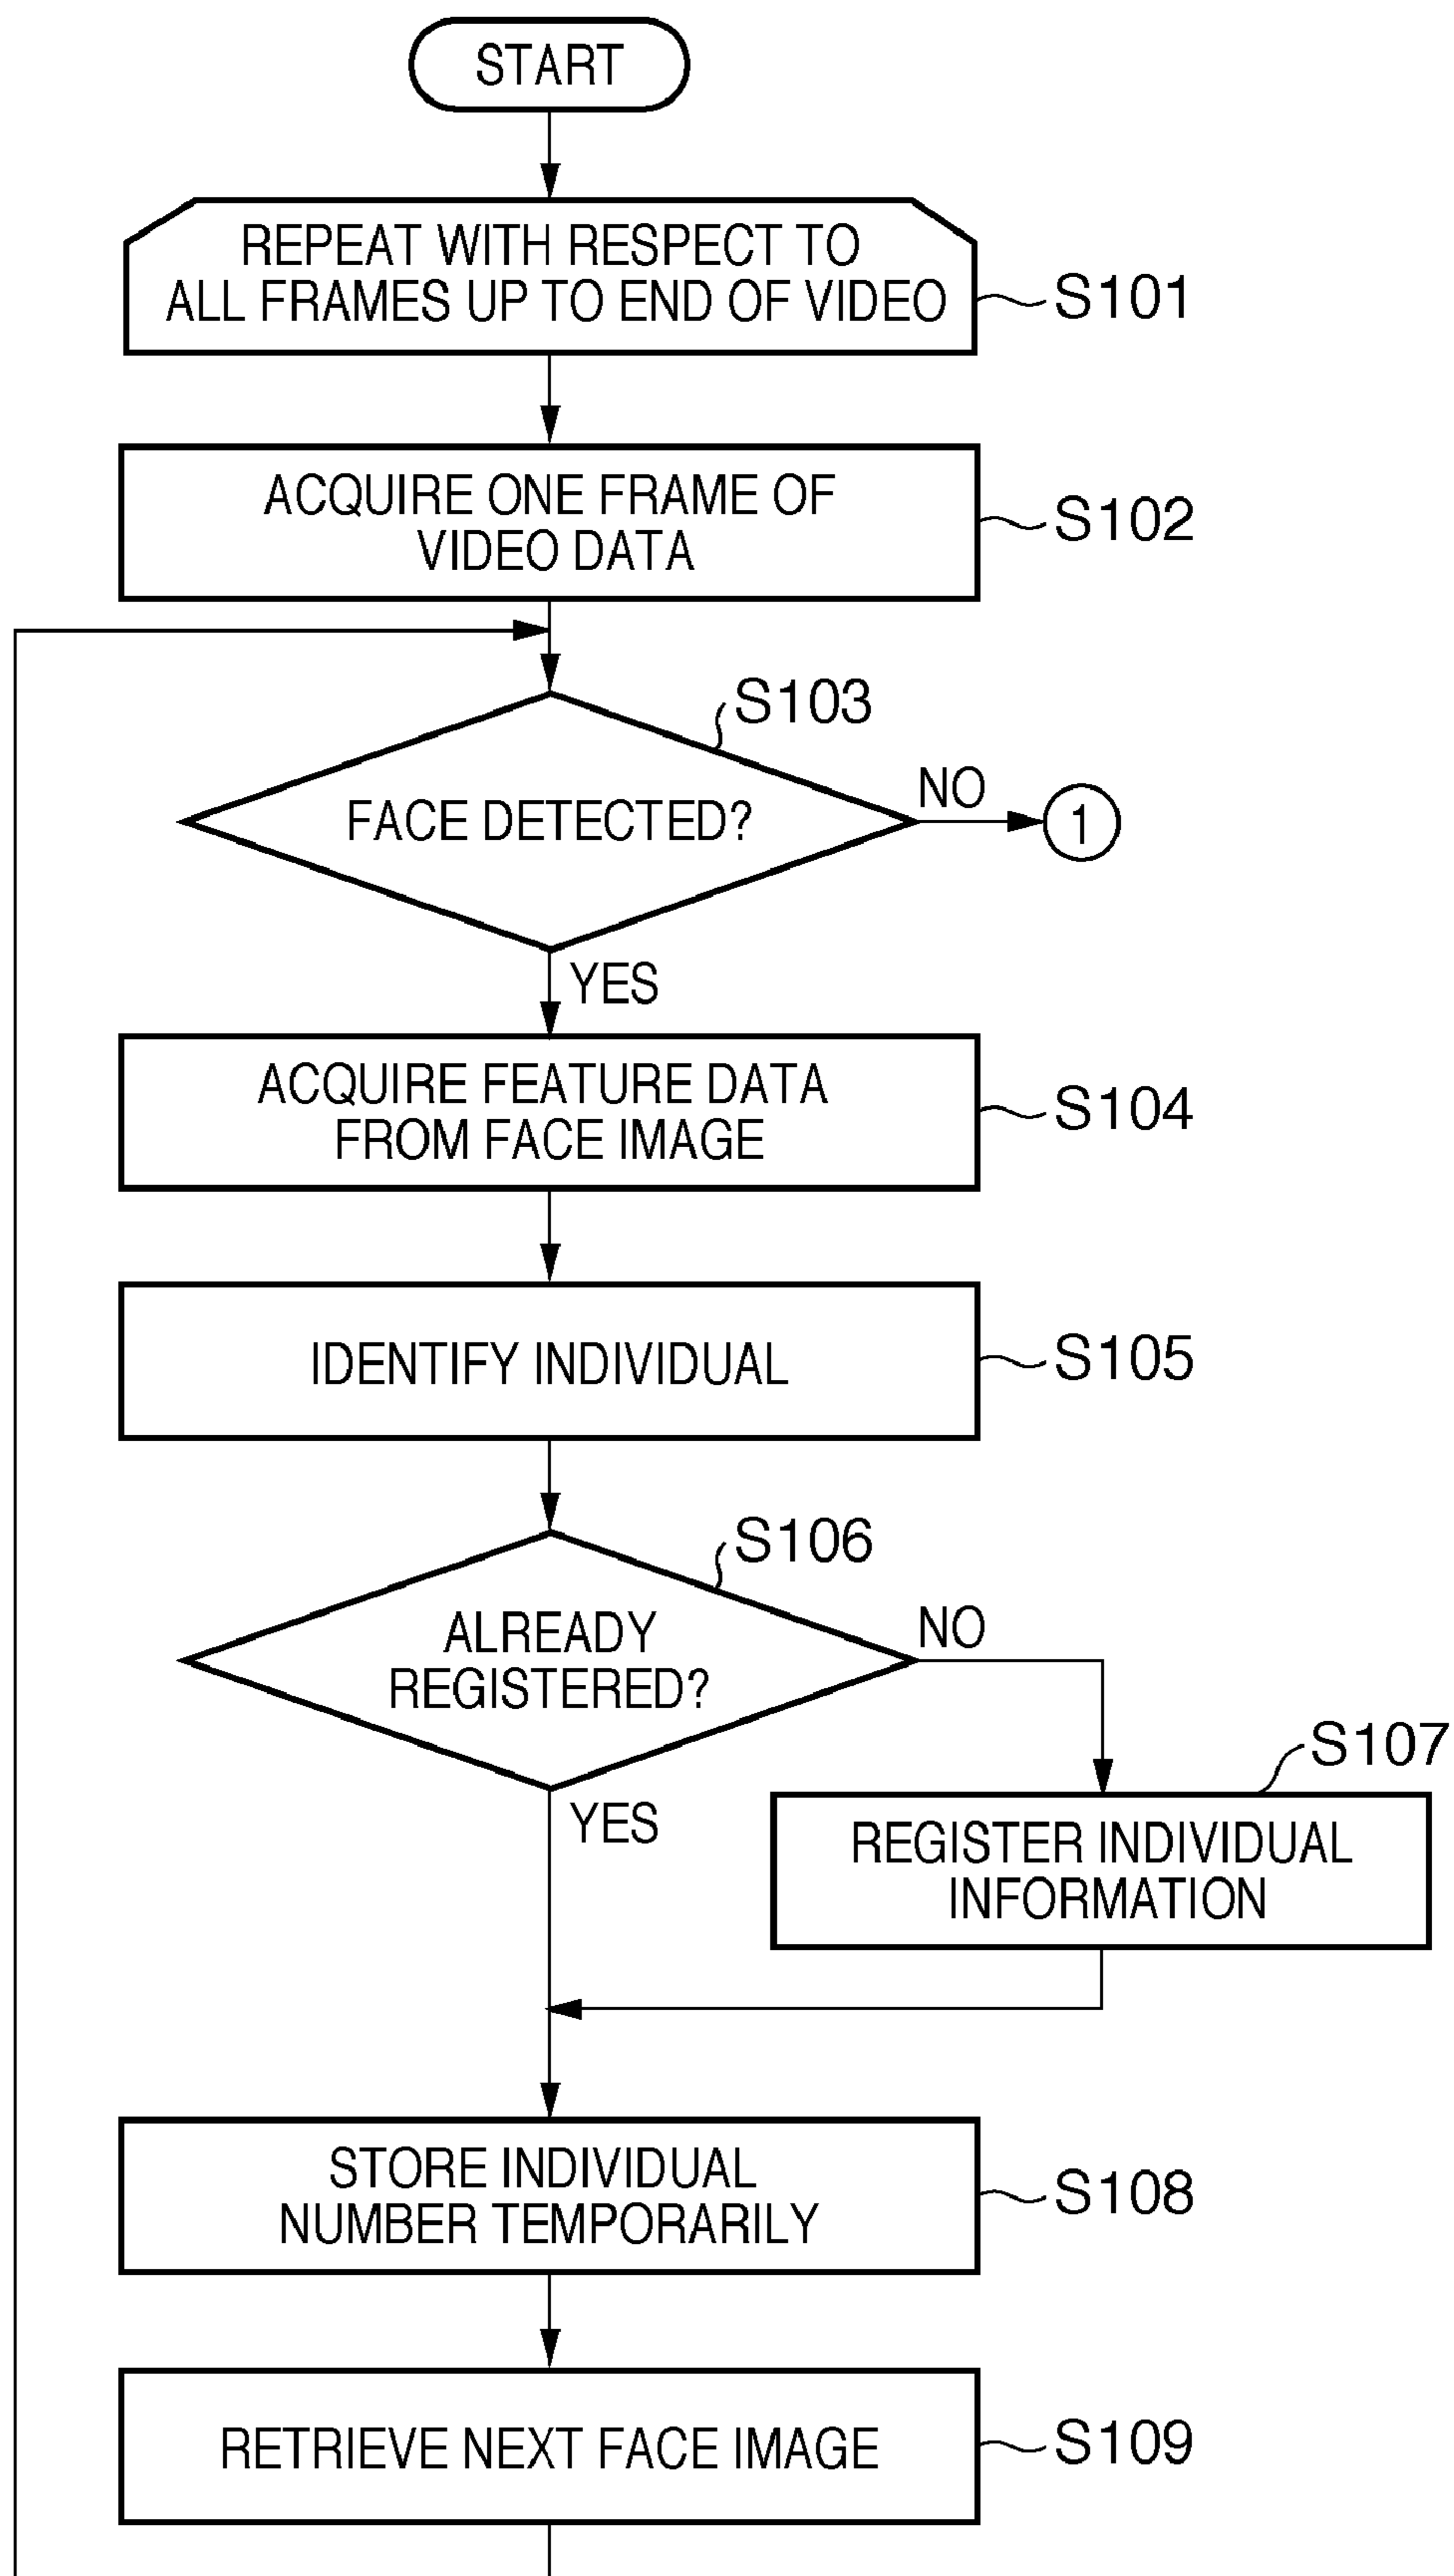 START
REPEAT WITH RESPECT TO
ALL FRAMES UP TO END OF VIDEO
S101
ACQUIRE ONE FRAME OF
VIDEO DATA
S102
S103
FACE DETECTED?
NO
1
YES
ACQUIRE FEATURE DATA
FROM FACE IMAGE
S104
IDENTIFY INDIVIDUAL
S105
S106
ALREADY
REGISTERED?
NO
YES
S107
REGISTER INDIVIDUAL
INFORMATION
STORE INDIVIDUAL
NUMBER TEMPORARILY
S108
RETRIEVE NEXT FACE IMAGE
S109